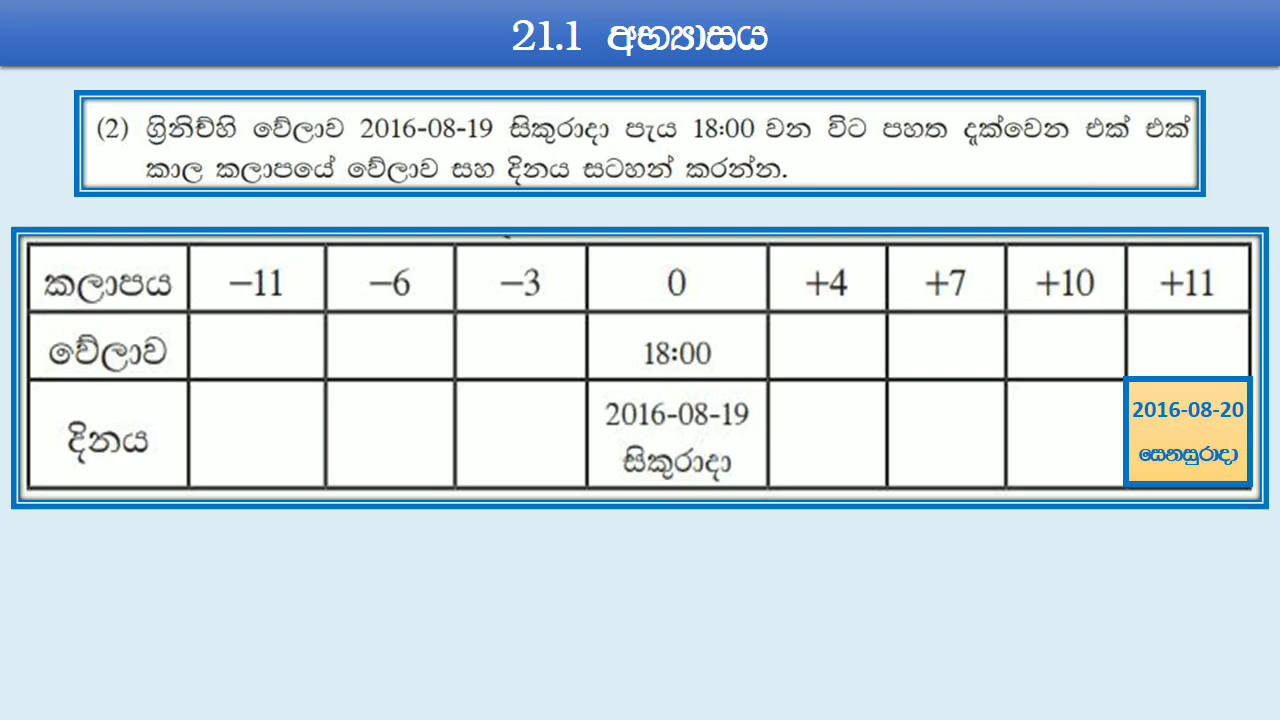 21.1 අභ්‍යාසය
(2) ග්‍රිනිච්හි වේලාව 2016-08-19 සිකුරාදා පැය 18:00 වන විට පහත දැක්වෙන එක් එක්
කාල කලාපයේ වේලාව සහ දිනය සටහන් කරන්න.
කලාපය –11 –6 –3 0 +4 +7 +10 +11
වේලාව 18:00
දිනය 2016-08-19 2016-08-20
සිකුරාදා සෙනසුරාදා